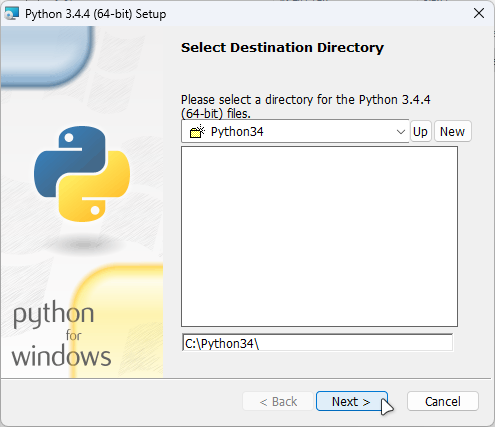 Python 3.4.4 (64-bit) Setup
Select Destination Directory
Please select a directory for the Python 3.4.4
(64-bit) files.
Python34
Up
New
python
for
windows
C:\Python34\
< Back
Next >
Cancel